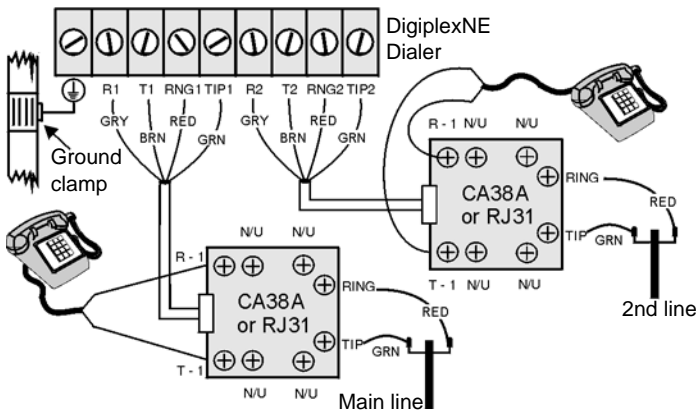 DigiplexNE
Dialer
R1 T1 RNG1 TIP1 R2 T2 RNG2 TIP2
GRY
BRN
RED
GRN
GRY
BRN
RED
GRN
Ground
clamp
R - 1 N/U N/U
CA38A
or RJ31
RING
RED
TIP
GRN
T - 1 N/U N/U
2nd line
N/U N/U
R - 1
CA38A
or RJ31
RING
RED
TIP
GRN
T - 1
N/U N/U
Main line